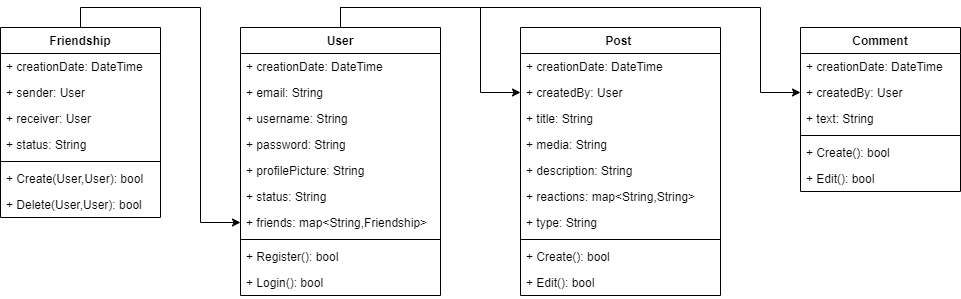 Friendship
+ creationDate: DateTime
+ sender: User
+ receiver: User
+ status: String
+ Create(User,User): bool
+ Delete(User,User): bool
User
+ creationDate: DateTime
+ email: String
+ username: String
+ password: String
+ profilePicture: String
+ status: String
+ friends: map<String,Friendship>
+ Register(): bool
+ Login(): bool
Post
+ creationDate: DateTime
+ createdBy: User
+ title: String
+ media: String
+ description: String
+ reactions: map<String,String>
+ type: String
+ Create(): bool
+ Edit(): bool
Comment
+ creationDate: DateTime
+ createdBy: User
+ text: String
+ Create(): bool
+ Edit(): bool